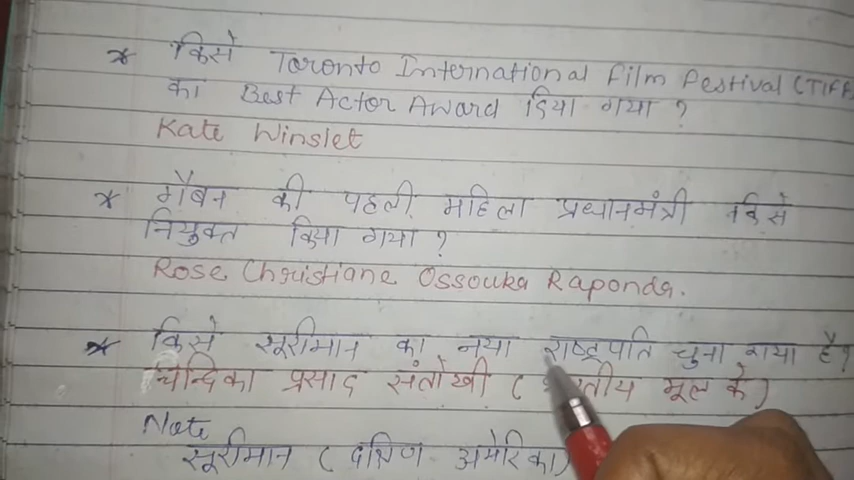 * किसे Toronto International Film Festival (TIFF)
का Best Actor Award दिया गया ?
Kate Winslet
* गैबन की पहली महिला प्रधानमंत्री किसे
नियुक्त किया गया ?
Rose Christiane Ossouka Raponda.
* किसे सूरीमान का नया राष्ट्रपति चुना गया है?
चन्द्रिका प्रसाद संतोखी ( भारतीय मूल के)
Note
सूरीमान ( दक्षिण अमेरिका)